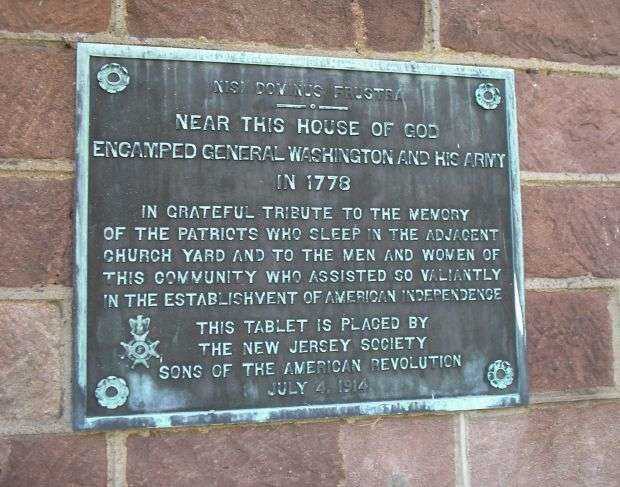 NISI DOMINUS FRUSTRA
NEAR THIS HOUSE OF GOD
ENCAMPED GENERAL WASHINGTON AND HIS ARMY
IN 1778
IN GRATEFUL TRIBUTE TO THE MEMORY
OF THE PATRIOTS WHO SLEEP IN THE ADJACENT
CHURCH YARD AND TO THE MEN AND WOMEN OF
THIS COMMUNITY WHO ASSISTED SO VALIANTLY
IN THE ESTABLISHMENT OF AMERICAN INDEPENDENCE
THIS TABLET IS PLACED BY
THE NEW JERSEY SOCIETY
SONS OF THE AMERICAN REVOLUTION
JULY 4, 1914